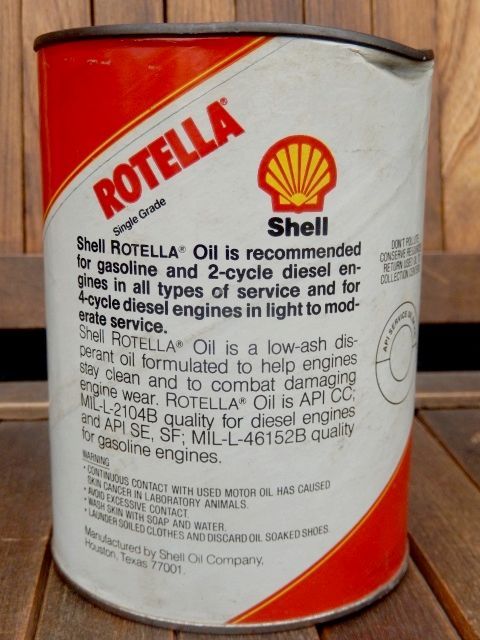 ROTELLA®
Single Grade
Shell
Shell ROTELLA® Oil is recommended
for gasoline and 2-cycle diesel en-
gines in all types of service and for
4-cycle diesel engines in light to mod-
erate service.
Shell ROTELLA® Oil is a low-ash dis-
perant oil formulated to help engines
stay clean and to combat damaging
engine wear. ROTELLA® Oil is API CC;
MIL-L-2104B quality for diesel engines
and API SE, SF; MIL-L-46152B quality
for gasoline engines.
WARNING
• CONTINUOUS CONTACT WITH USED MOTOR OIL HAS CAUSED
SKIN CANCER IN LABORATORY ANIMALS.
• AVOID EXCESSIVE CONTACT.
• WASH SKIN WITH SOAP AND WATER.
• LAUNDER SOILED CLOTHES AND DISCARD OIL SOAKED SHOES.
Manufactured by Shell Oil Company,
Houston, Texas 77001.
DON'T POLLUTE
CONSERVE
RETURN USED OIL
COLLECTION
API SERVICE